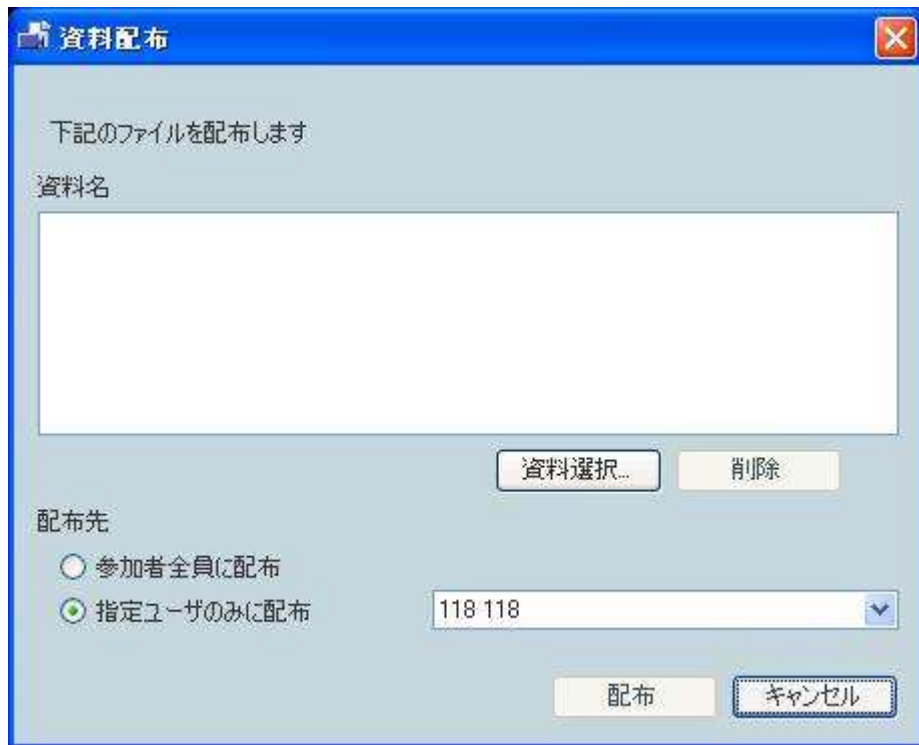 資料配布
下記のファイルを配布します
資料名
資料選択...
削除
配布先
参加者全員に配布
指定ユーザのみに配布
118 118
配布
キャンセル